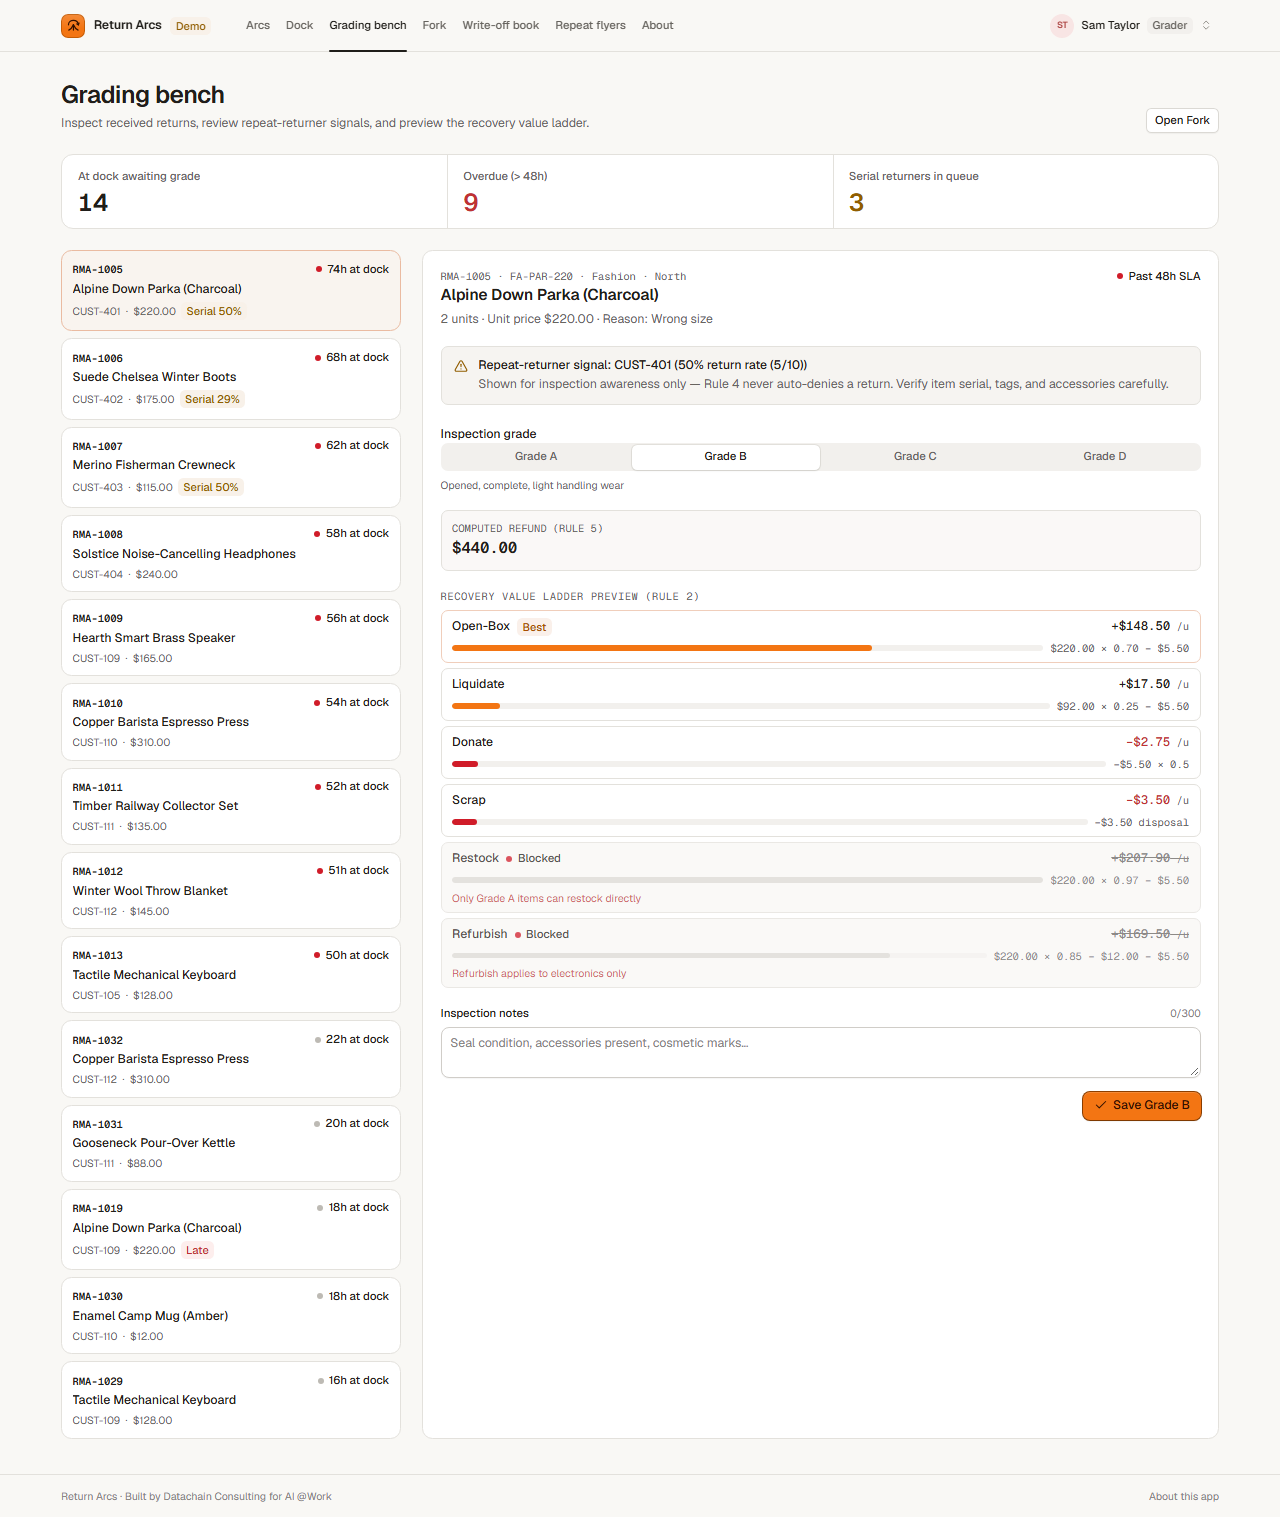 Return Arcs Demo Arcs Dock Grading bench Fork Write-off book Repeat flyers About ST Sam Taylor Grader
Grading bench
Inspect received returns, review repeat-returner signals, and preview the recovery value ladder.
Open Fork
At dock awaiting grade
14
Overdue (> 48h)
9
Serial returners in queue
3
RMA-1005 74h at dock
Alpine Down Parka (Charcoal)
CUST-401 · $220.00 Serial 50%
RMA-1006 68h at dock
Suede Chelsea Winter Boots
CUST-402 · $175.00 Serial 29%
RMA-1007 62h at dock
Merino Fisherman Crewneck
CUST-403 · $115.00 Serial 50%
RMA-1008 58h at dock
Solstice Noise-Cancelling Headphones
CUST-404 · $240.00
RMA-1009 56h at dock
Hearth Smart Brass Speaker
CUST-109 · $165.00
RMA-1010 54h at dock
Copper Barista Espresso Press
CUST-110 · $310.00
RMA-1011 52h at dock
Timber Railway Collector Set
CUST-111 · $135.00
RMA-1012 51h at dock
Winter Wool Throw Blanket
CUST-112 · $145.00
RMA-1013 50h at dock
Tactile Mechanical Keyboard
CUST-105 · $128.00
RMA-1032 22h at dock
Copper Barista Espresso Press
CUST-112 · $310.00
RMA-1031 20h at dock
Gooseneck Pour-Over Kettle
CUST-111 · $88.00
RMA-1019 18h at dock
Alpine Down Parka (Charcoal)
CUST-109 · $220.00 Late
RMA-1030 18h at dock
Enamel Camp Mug (Amber)
CUST-110 · $12.00
RMA-1029 16h at dock
Tactile Mechanical Keyboard
CUST-109 · $128.00
RMA-1005 · FA-PAR-220 · Fashion · North Past 48h SLA
Alpine Down Parka (Charcoal)
2 units · Unit price $220.00 · Reason: Wrong size
Repeat-returner signal: CUST-401 (50% return rate (5/10))
Shown for inspection awareness only — Rule 4 never auto-denies a return. Verify item serial, tags, and accessories carefully.
Inspection grade
Grade A Grade B Grade C Grade D
Opened, complete, light handling wear
COMPUTED REFUND (RULE 5)
$440.00
RECOVERY VALUE LADDER PREVIEW (RULE 2)
Open-Box Best +$148.50 /u
$220.00 × 0.70 − $5.50
Liquidate +$17.50 /u
$92.00 × 0.25 − $5.50
Donate −$2.75 /u
−$5.50 × 0.5
Scrap −$3.50 /u
−$3.50 disposal
Restock Blocked +$207.90 /u
$220.00 × 0.97 − $5.50
Only Grade A items can restock directly
Refurbish Blocked +$169.50 /u
$220.00 × 0.85 − $12.00 − $5.50
Refurbish applies to electronics only
Inspection notes 0/300
Seal condition, accessories present, cosmetic marks…
Save Grade B
Return Arcs · Built by Datachain Consulting for AI @Work About this app